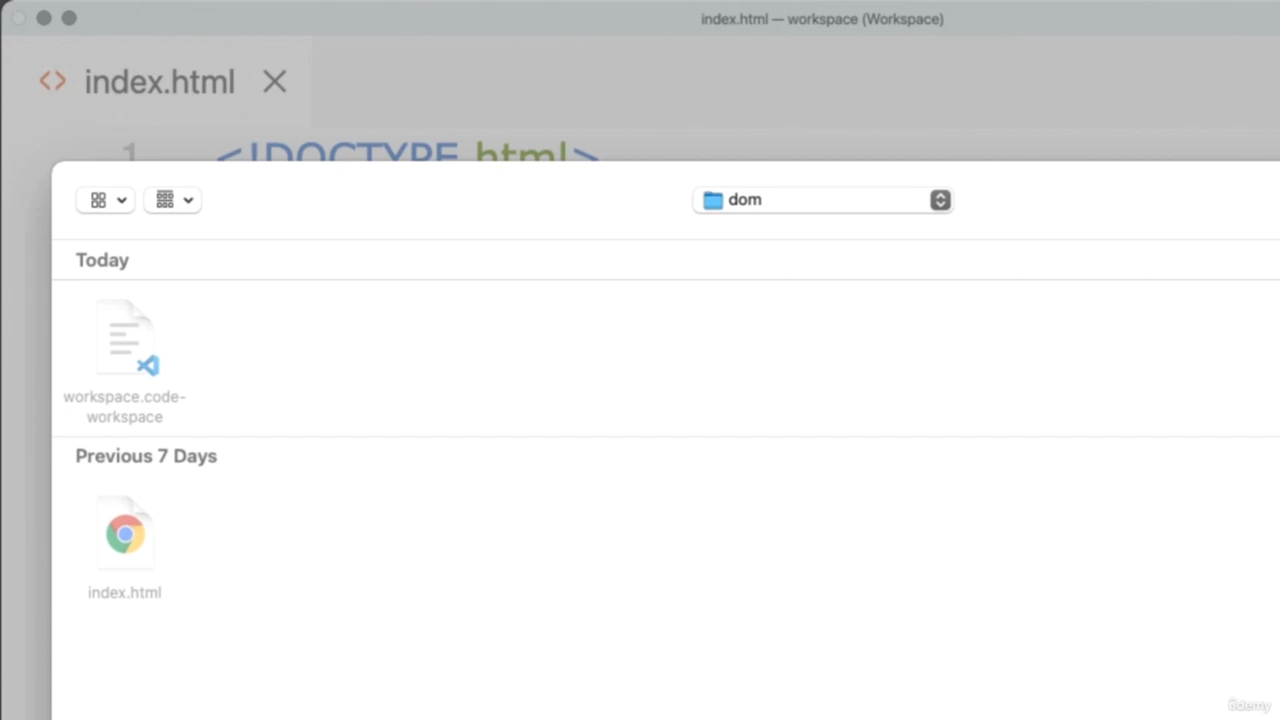 index.html — workspace (Workspace)
index.html
1 <!DOCTYPE html>
dom
Today
workspace.code-
workspace
Previous 7 Days
index.html
ûdemy